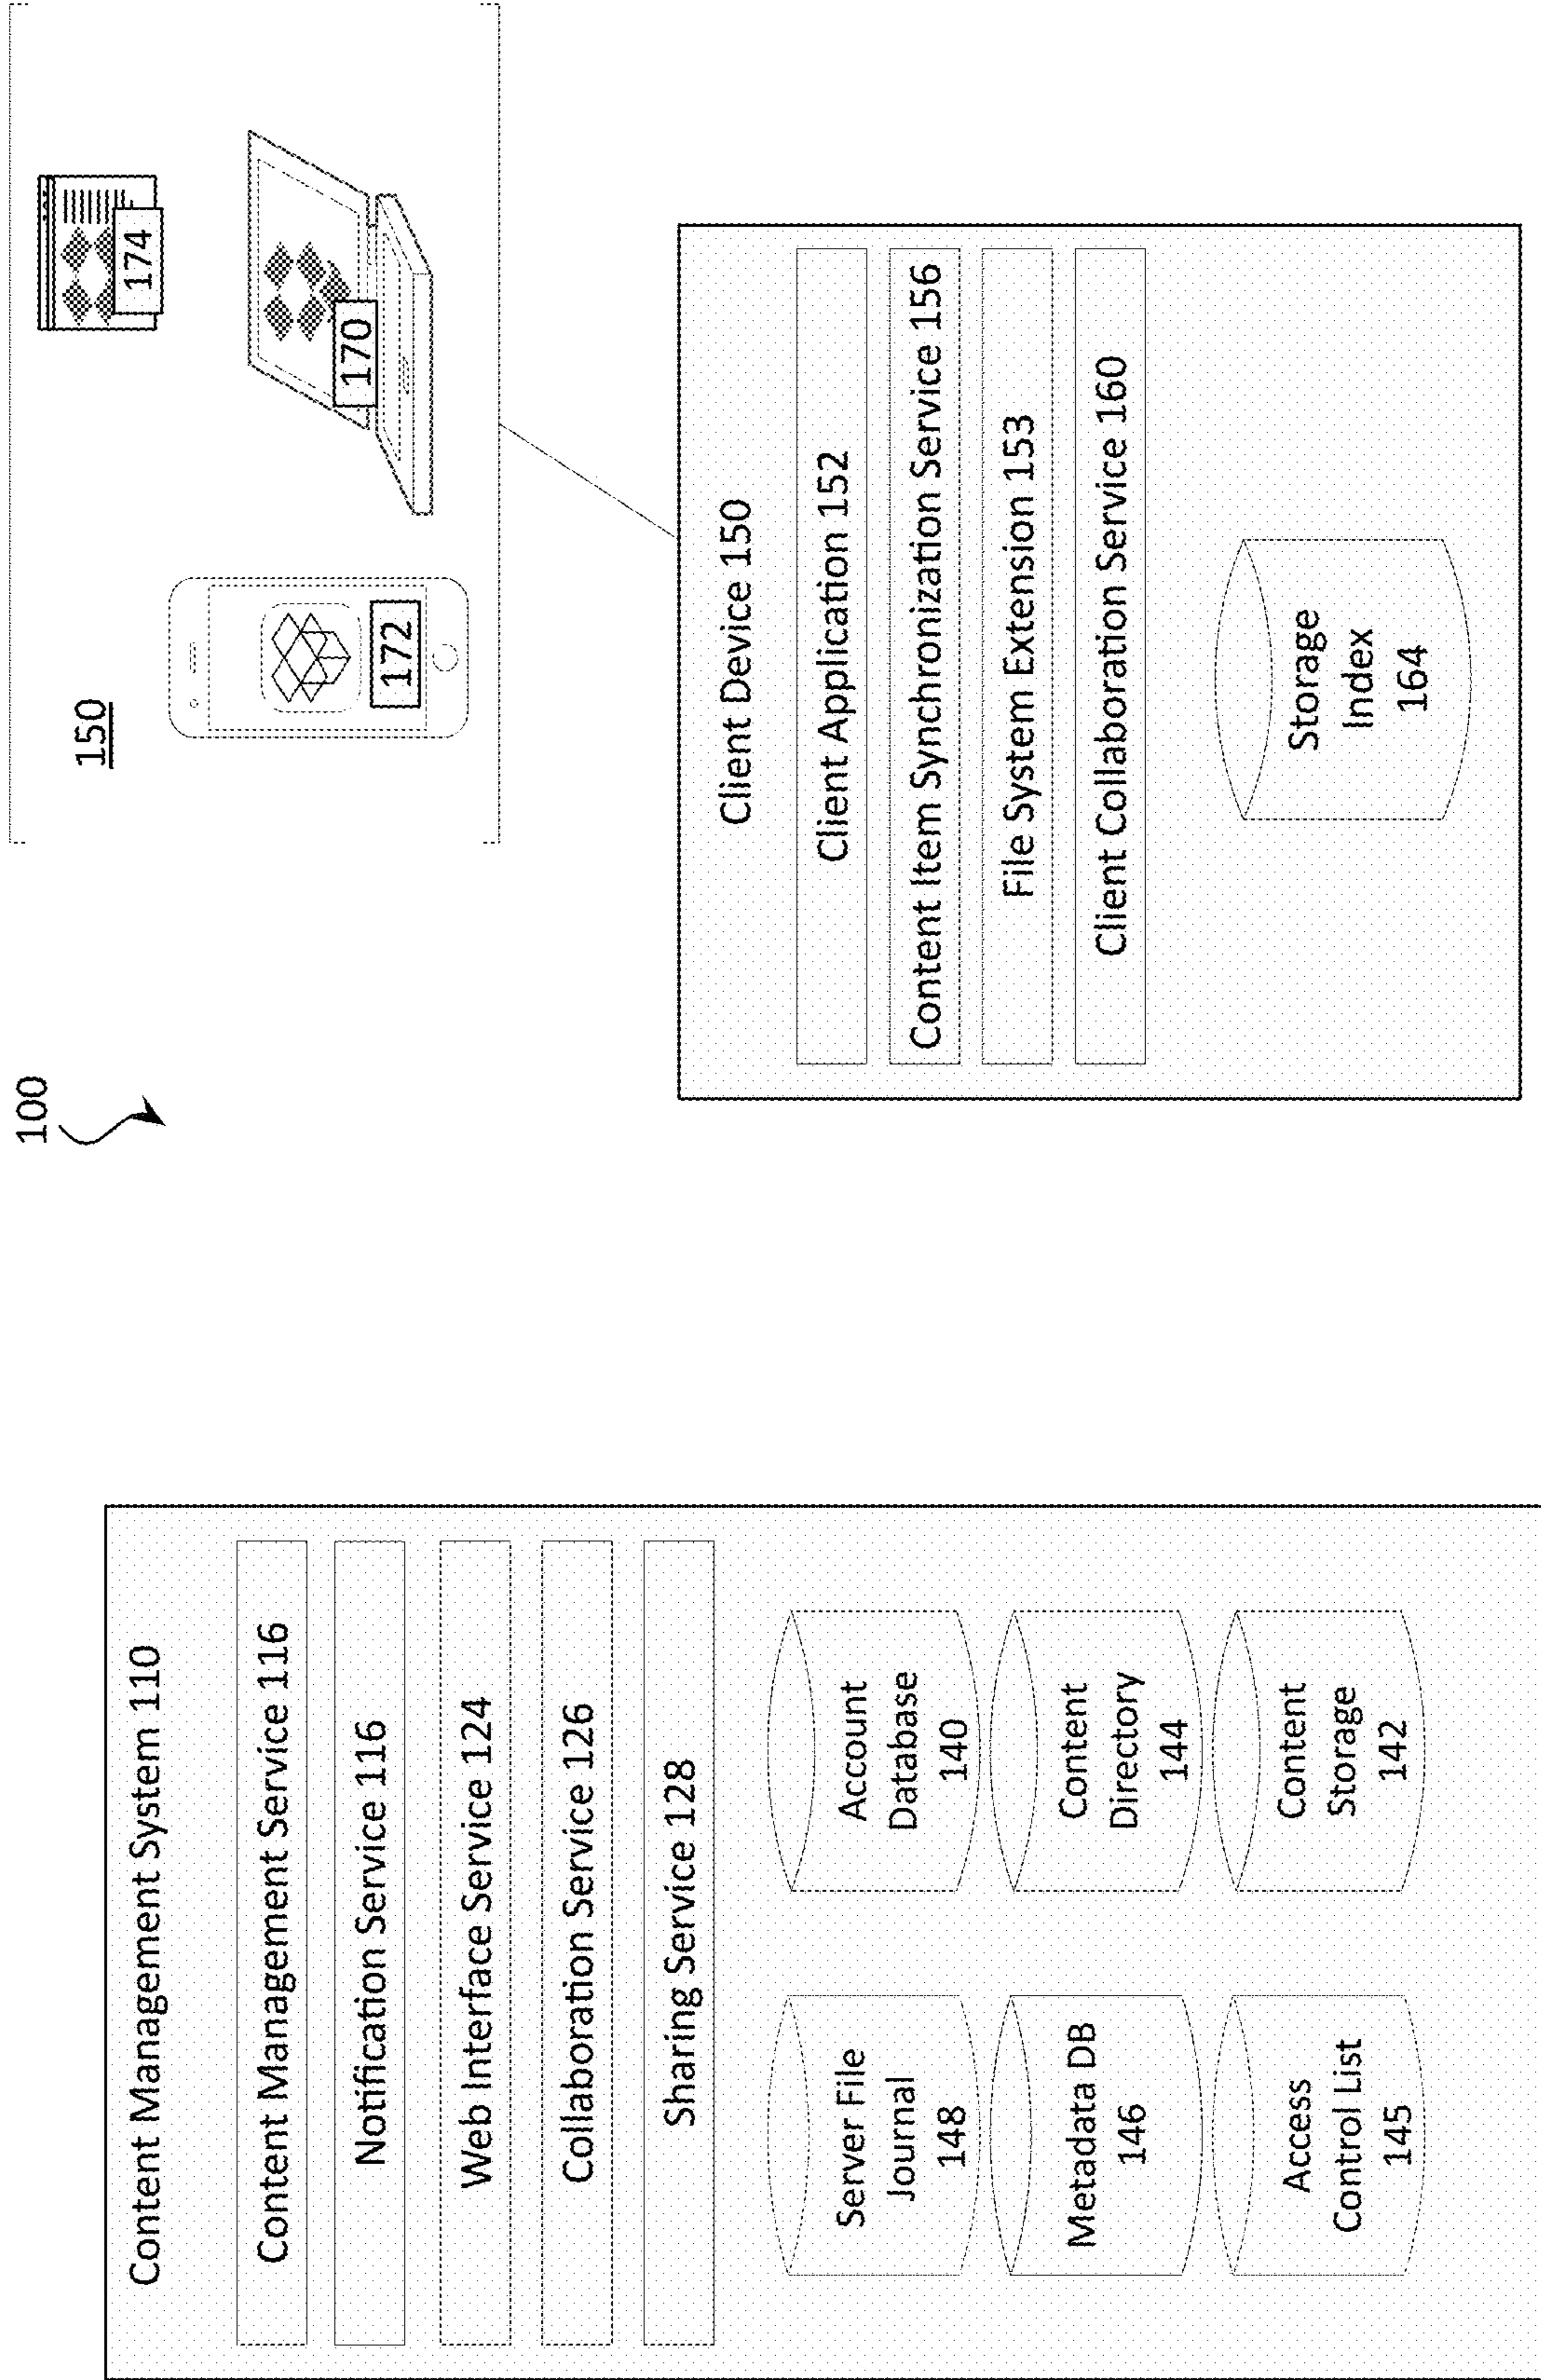 100
Content Management System 110
Content Management Service 116
Notification Service 116
Web Interface Service 124
Collaboration Service 126
Sharing Service 128
Server File
Journal
148
Account
Database
140
Metadata DB
146
Content
Directory
144
Access
Control List
145
Content
Storage
142
150
172
174
170
Client Device 150
Client Application 152
Content Item Synchronization Service 156
File System Extension 153
Client Collaboration Service 160
Storage
Index
164